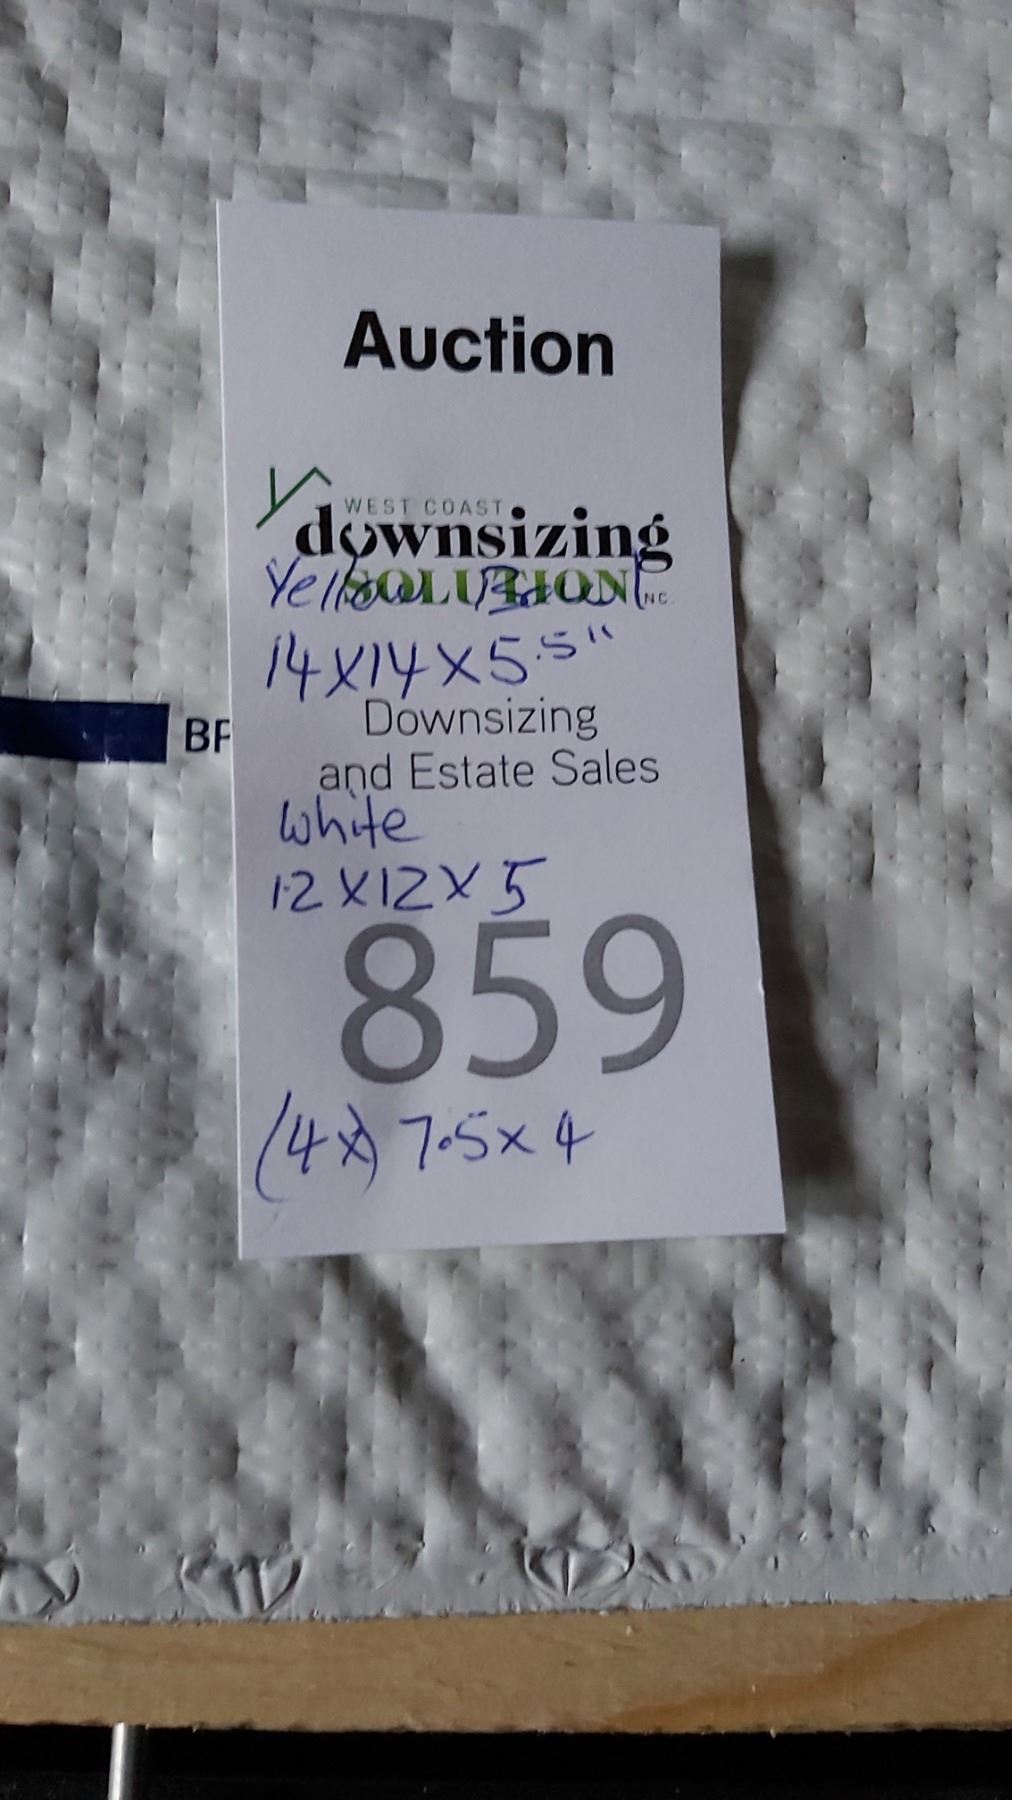 Auction
WEST COAST
downsizing
SOLUTION INC.
Yellow Bowl
14X14X5.5"
BF
Downsizing
and Estate Sales
White
12X12X5
859
(4x) 7.5x4